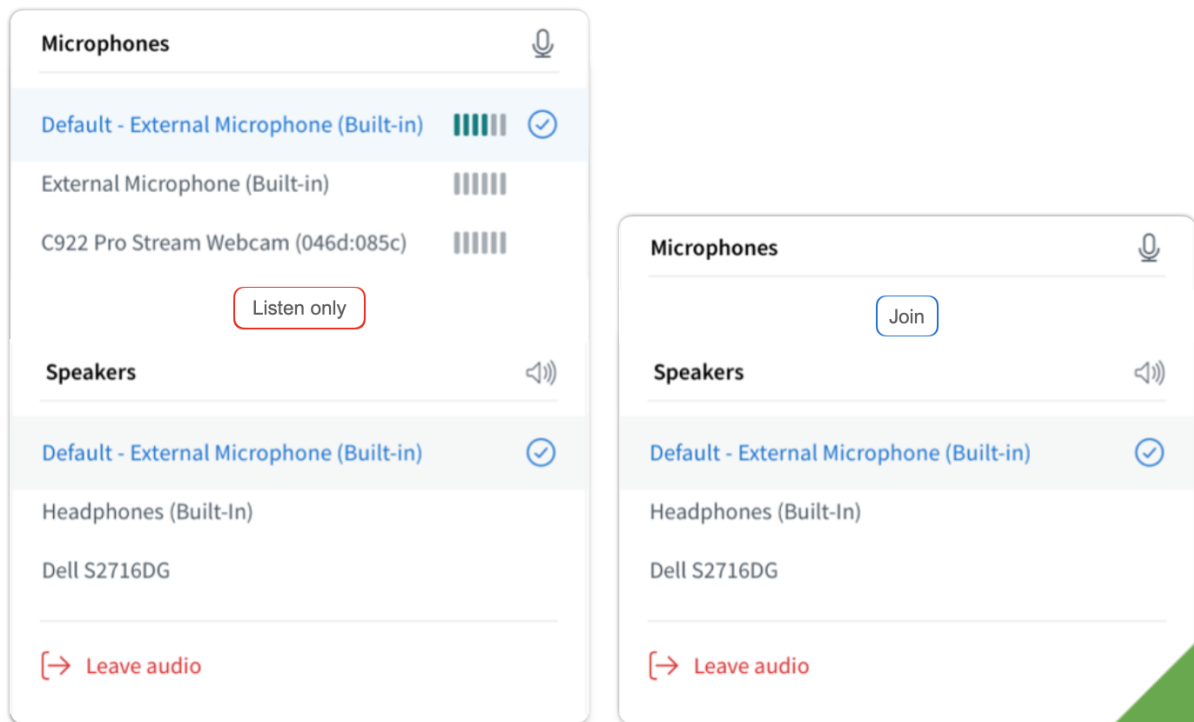 Microphones
Default - External Microphone (Built-in)
External Microphone (Built-in)
C922 Pro Stream Webcam (046d:085c)
Listen only
Speakers
Default - External Microphone (Built-in)
Headphones (Built-In)
Dell S2716DG
Leave audio
Microphones
Join
Speakers
Default - External Microphone (Built-in)
Headphones (Built-In)
Dell S2716DG
Leave audio